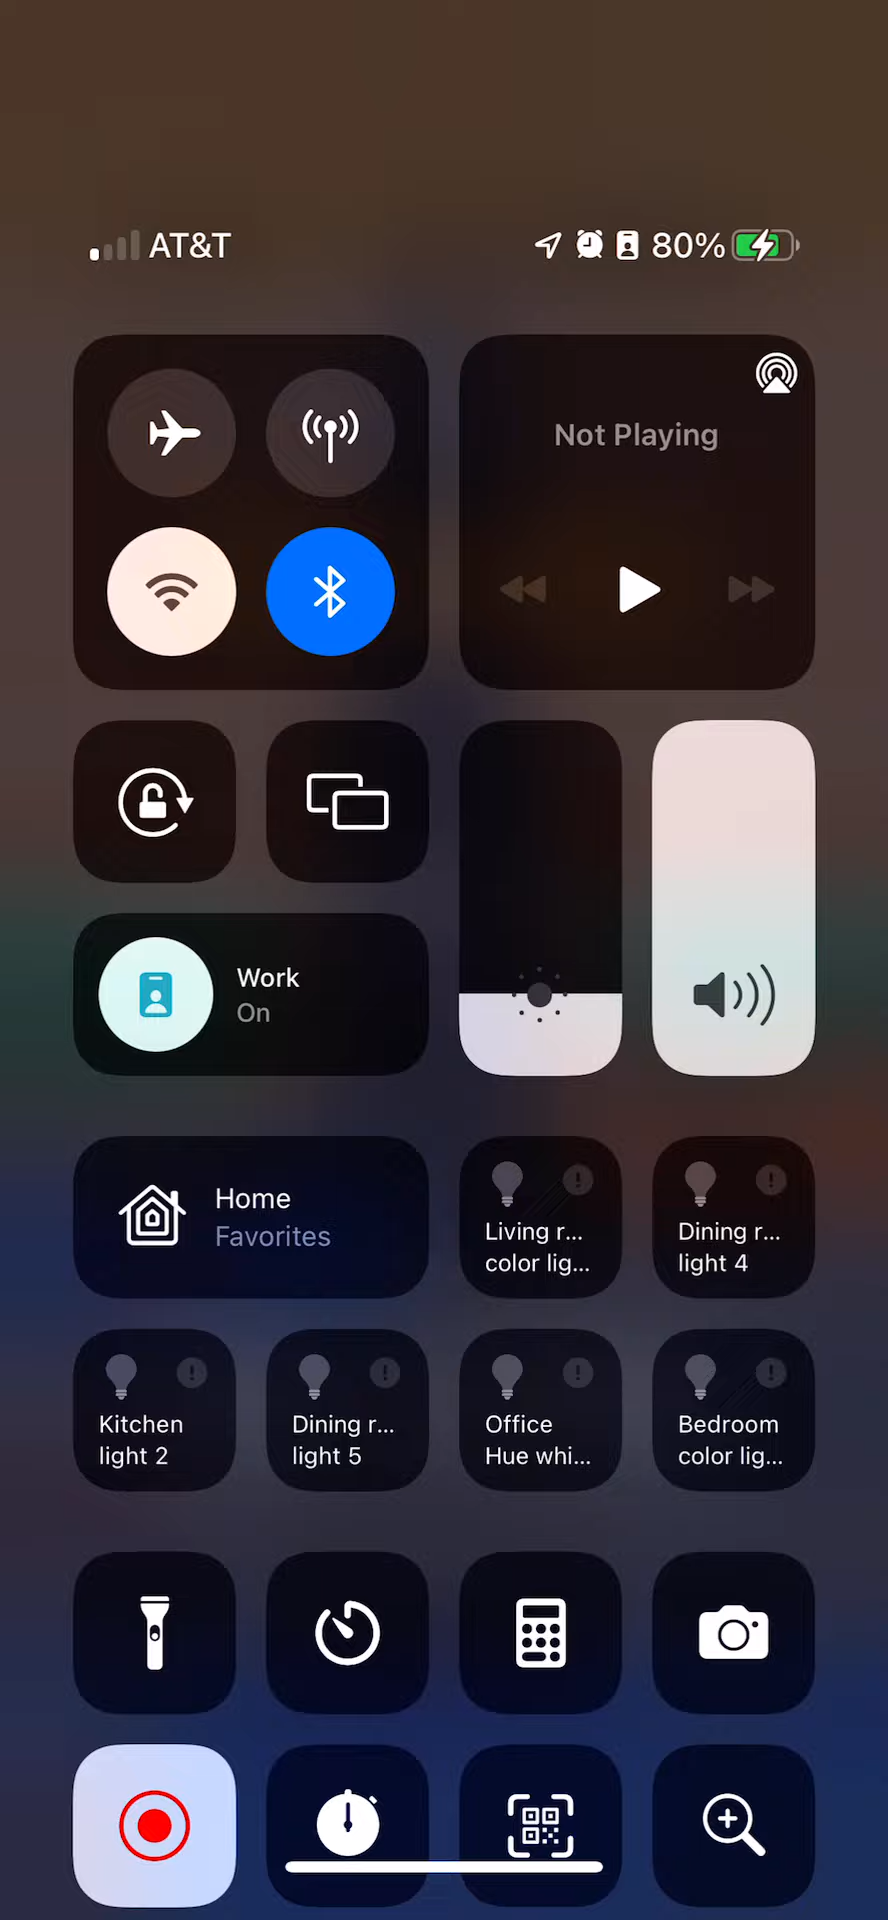 AT&T 80%
Not Playing
Work
On
Home
Favorites
Living r...
color lig...
Dining r...
light 4
Kitchen
light 2
Dining r...
light 5
Office
Hue whi...
Bedroom
color lig...